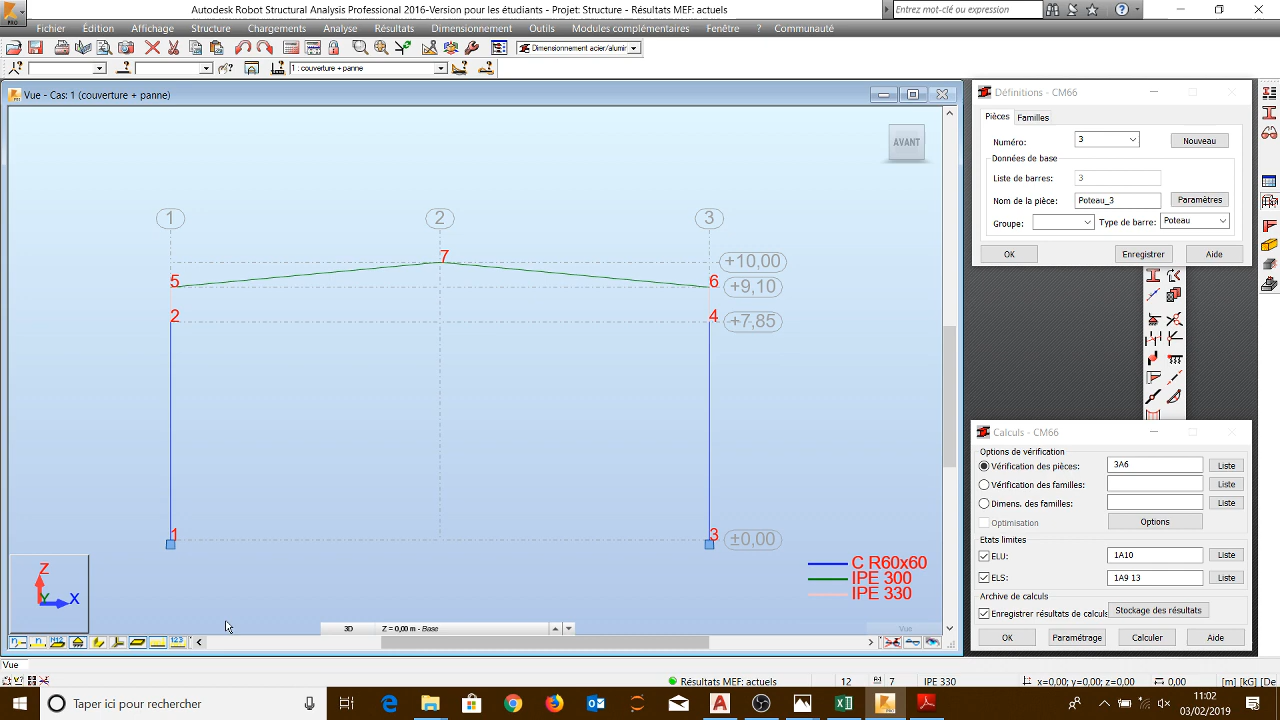 Autodesk Robot Structural Analysis Professional 2016-Version pour les étudiants - Projet: Structure - Résultats MEF: actuels
Entrez mot-clé ou expression
PRO
Fichier Edition Affichage Structure Chargements Analyse Résultats Dimensionnement Outils Modules complémentaires Fenêtre ? Communauté
Dimensionnement acier/alumin
1 : couverture + panne
Vue - Cas: 1 (couverture + panne)
AVANT
1 2 3
7
+10,00
5 6
+9,10
2 4
+7,85
1 3
±0,00
C R60x60
IPE 300
IPE 330
Z
Y X
3D Z = 0,00 m - Base
Vue
Définitions - CM66
Pièces Familles
Numéro: 3 Nouveau
Données de base
Liste de barres: 3
Nom de la pièce: Poteau_3 Paramètres
Groupe: Type de barre: Poteau
OK Enregistrer Aide
Calculs - CM66
Options de vérification
Vérification des pièces: 3A6 Liste
Vérification des familles: Liste
Dimens. des familles: Liste
Optimisation Options
Etats limites
ELU: 1A10 Liste
ELS: 1A9 13 Liste
Archive de calculs
Enregistrer résultats de calculs Stockage des résultats
OK Paramétrage Calculer Aide
Vue
Résultats MEF: actuels 12 7 IPE 330 x=0,00; y=0,00; z=0,00 0,00 [m] [kG] [De
Taper ici pour rechercher
11:02
03/02/2019